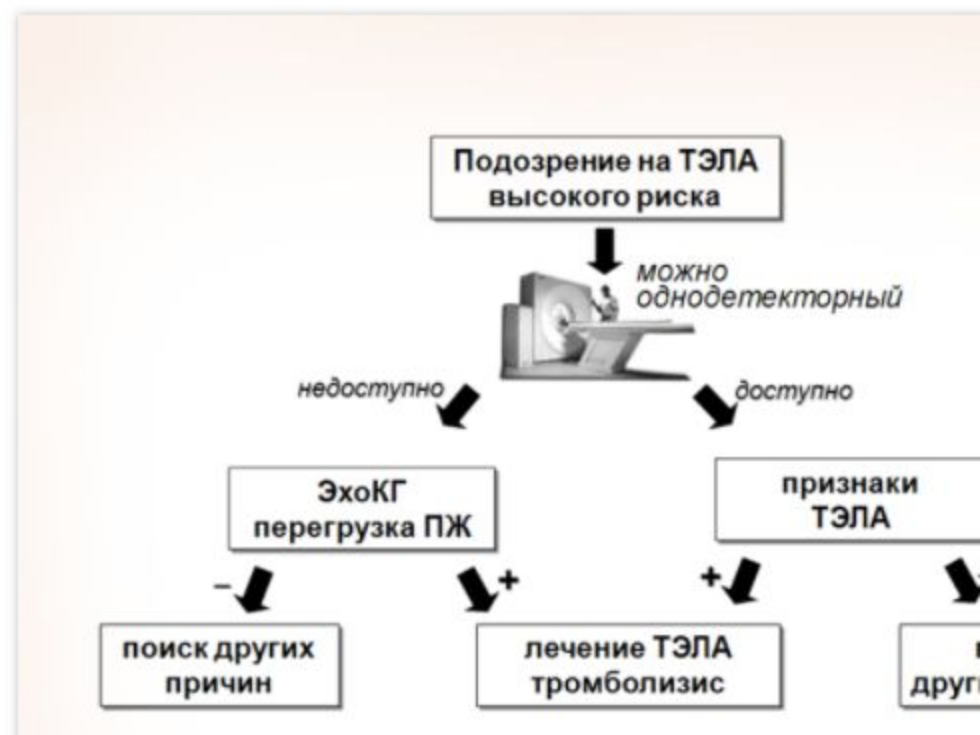 Подозрение на ТЭЛА
высокого риска
можно
однодетекторный
недоступно
доступно
ЭхоКГ
перегрузка ПЖ
признаки
ТЭЛА
–
+
+
поиск других
причин
лечение ТЭЛА
тромболизис